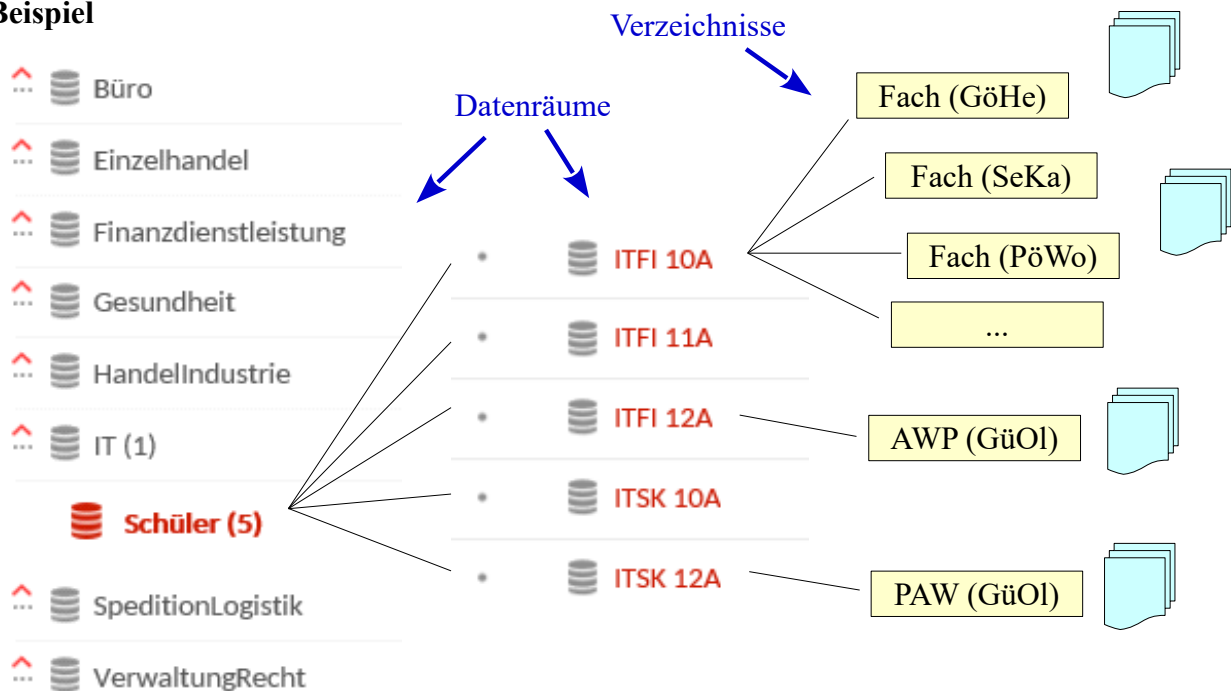 Beispiel
Büro
Einzelhandel
Finanzdienstleistung
Gesundheit
HandelIndustrie
IT (1)
Schüler (5)
SpeditionLogistik
VerwaltungRecht
Datenräume
ITFI 10A
ITFI 11A
ITFI 12A
ITSK 10A
ITSK 12A
Verzeichnisse
Fach (GöHe)
Fach (SeKa)
Fach (PöWo)
...
AWP (GüOl)
PAW (GüOl)